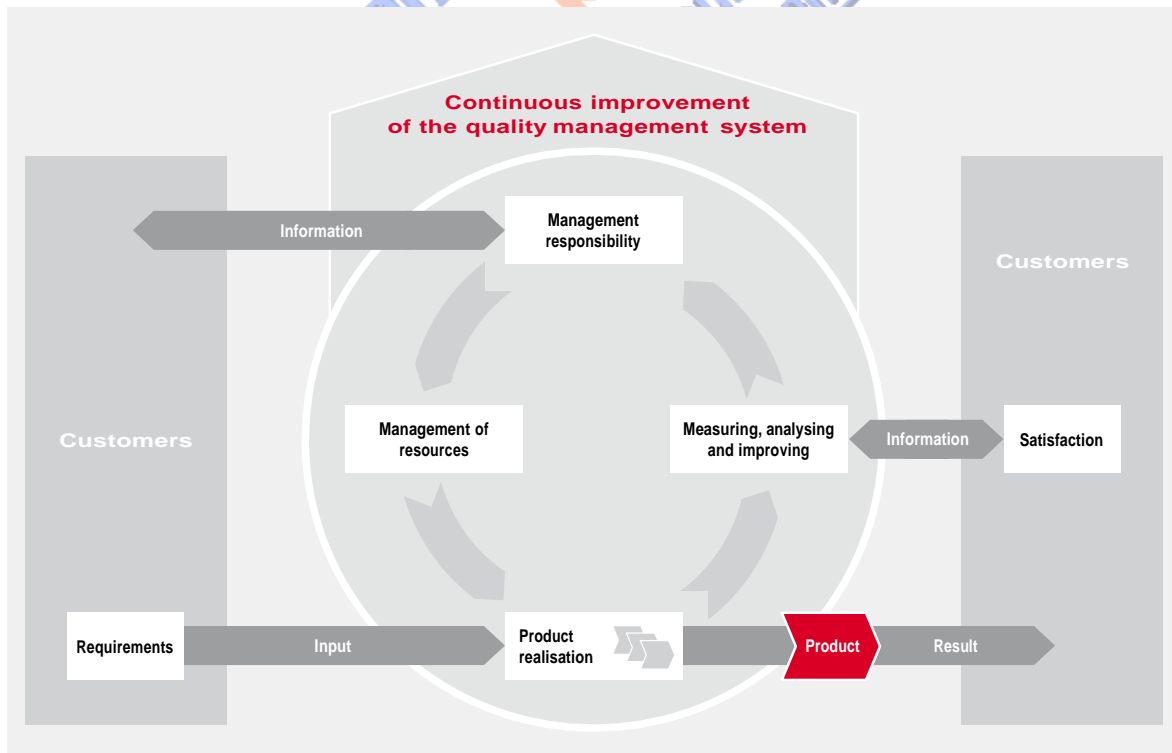 Continuous improvement
of the quality management system
Information
Management
responsibility
Customers
Customers
Management of
resources
Measuring, analysing
and improving
Information
Satisfaction
Requirements
Input
Product
realisation
Product
Result